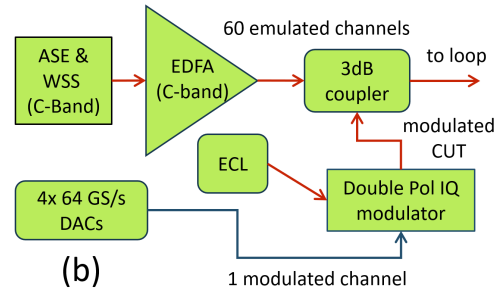 60 emulated channels
ASE &
WSS
(C-Band)
EDFA
(C-band)
3dB
coupler
to loop
modulated
CUT
ECL
Double Pol IQ
modulator
4x 64 GS/s
DACs
(b)
1 modulated channel